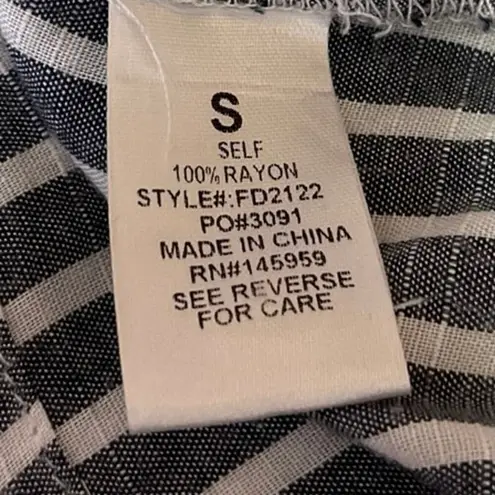 S
SELF
100% RAYON
STYLE#:FD2122
PO#3091
MADE IN CHINA
RN#145959
SEE REVERSE
FOR CARE